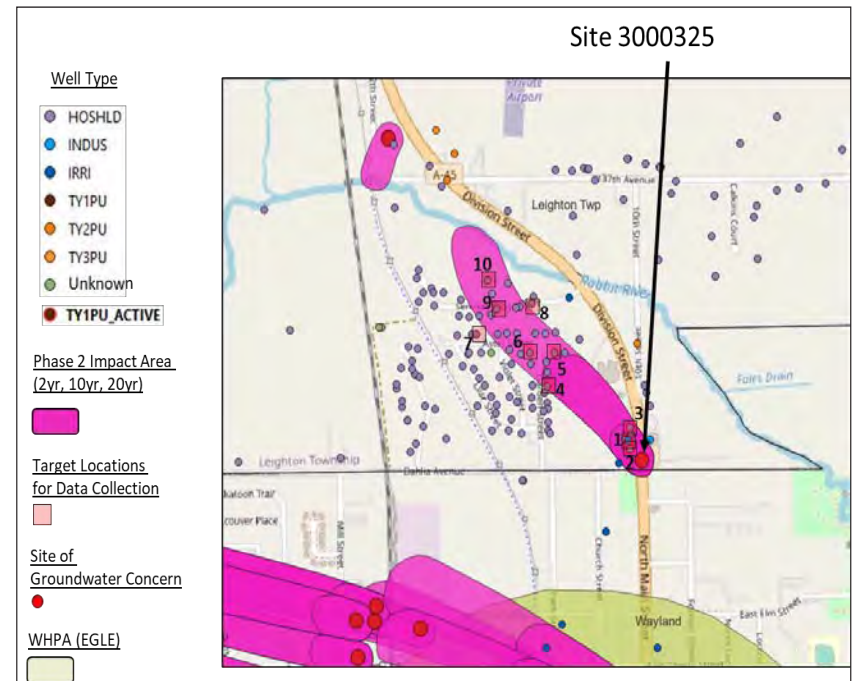 Site 3000325
Well Type
HOSHLD
INDUS
IRRI
TY1PU
TY2PU
TY3PU
Unknown
TY1PU_ACTIVE
Phase 2 Impact Area
(2yr, 10yr, 20yr)
Target Locations
for Data Collection
Site of
Groundwater Concern
WHPA (EGLE)
Private
Airport
A-45
137th Avenue
Leighton Twp
Division Street
10th Street
Calkins Court
Rabbit River
Division Street
10
9
8
7
6
5
4
3
1
2
Fales Drain
Leighton Township
Dahlia Avenue
Mill Street
Church Street
North Main
Wayland
East Elm Street